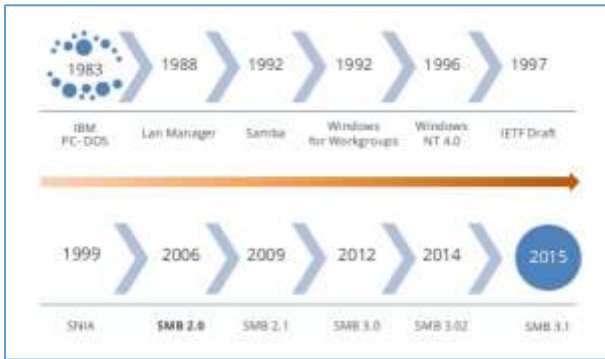 1983 1988 1992 1992 1996 1997
IBM PC-DOS Lan Manager Samba Windows for Workgroups Windows NT 4.0 IETF Draft
1999 2006 2009 2012 2014 2015
SNIA SMB 2.0 SMB 2.1 SMB 3.0 SMB 3.02 SMB 3.1